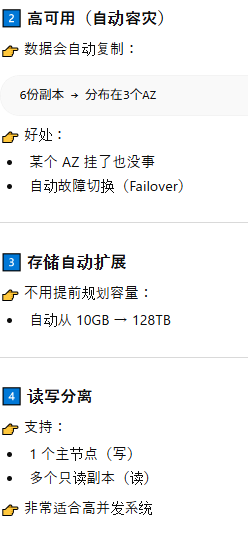 2 高可用（自动容灾）
👉 数据会自动复制：
6份副本 → 分布在3个AZ
👉 好处：
• 某个 AZ 挂了也没事
• 自动故障切换（Failover）
3 存储自动扩展
👉 不用提前规划容量：
• 自动从 10GB → 128TB
4 读写分离
👉 支持：
• 1 个主节点（写）
• 多个只读副本（读）
👉 非常适合高并发系统